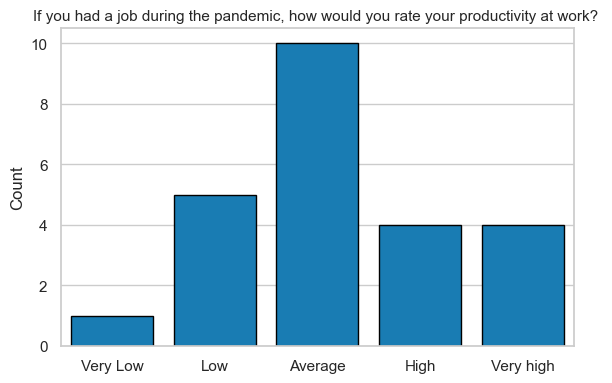 If you had a job during the pandemic, how would you rate your productivity at work?
10
8
6
4
2
0
Count
Very Low
Low
Average
High
Very high